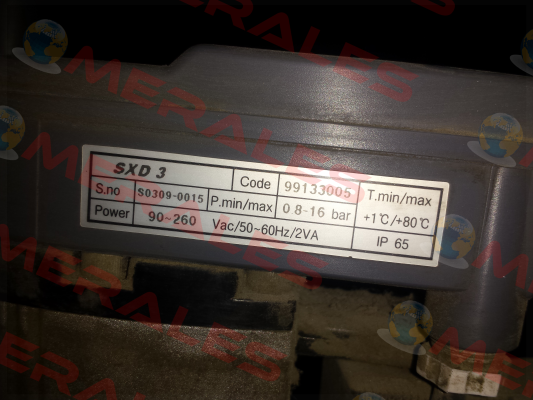 SXD 3 Code 99133005 T.min/max
S.no S0309-0015 P.min/max 0.8~16 bar +1℃/+80℃
Power 90~260 Vac/50~60Hz/2VA IP 65
MERALES
MERALES
MERALES
MERALES